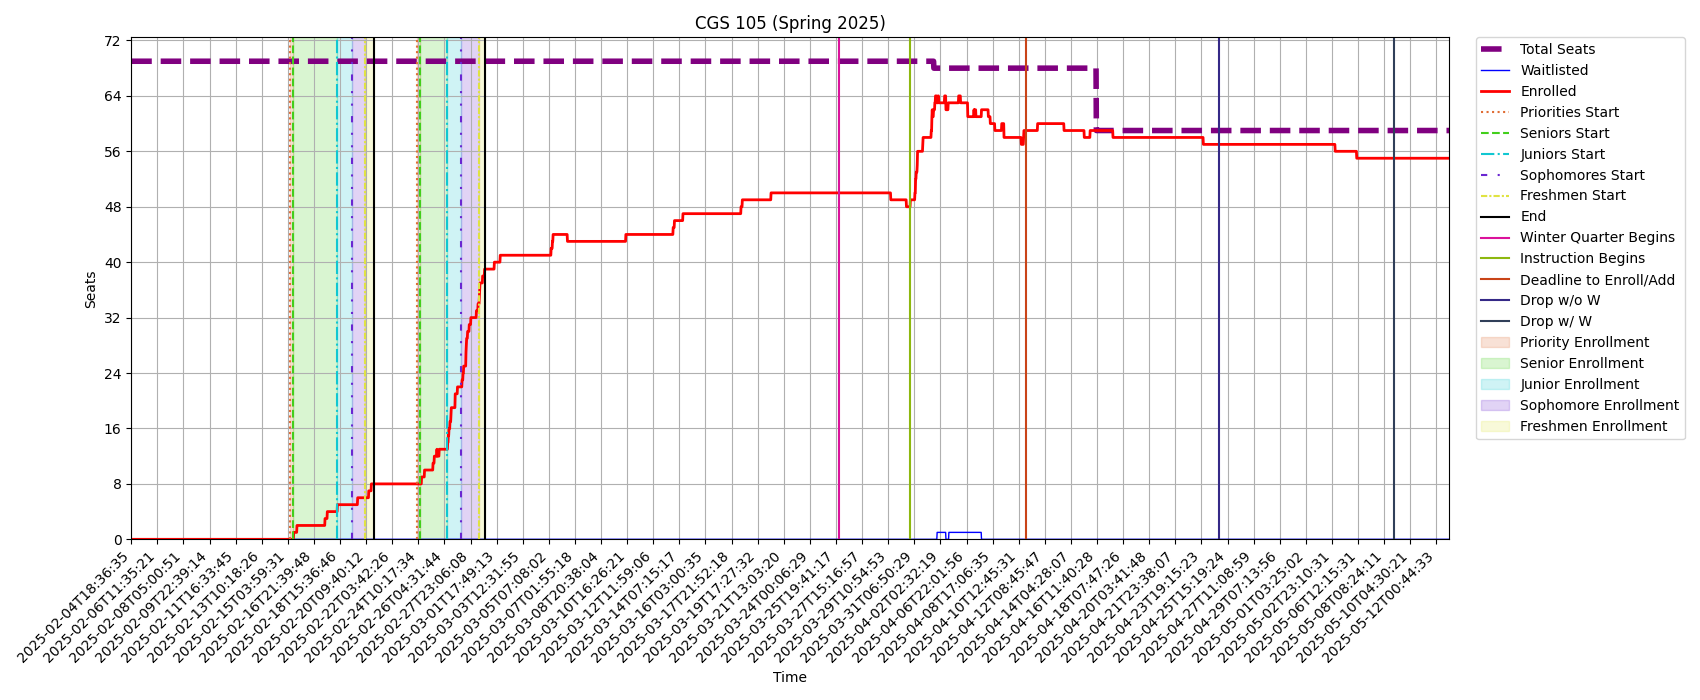 CGS 105 (Spring 2025)
72
64
56
48
40
32
24
16
8
0
Seats
2025-02-04T18:36:35
2025-02-06T11:35:21
2025-02-08T05:00:51
2025-02-09T22:39:14
2025-02-11T16:33:45
2025-02-13T10:18:26
2025-02-15T03:59:31
2025-02-16T21:39:48
2025-02-18T15:36:46
2025-02-20T09:40:12
2025-02-22T03:42:26
2025-02-24T10:17:34
2025-02-26T04:31:44
2025-02-27T23:06:08
2025-03-01T17:49:13
2025-03-03T12:31:55
2025-03-05T07:08:02
2025-03-07T01:55:18
2025-03-08T20:38:04
2025-03-10T16:26:21
2025-03-12T11:59:06
2025-03-14T07:15:17
2025-03-16T03:00:35
2025-03-17T21:52:18
2025-03-19T17:27:32
2025-03-21T13:03:20
2025-03-24T00:06:29
2025-03-25T19:41:17
2025-03-27T15:16:57
2025-03-29T10:54:53
2025-03-31T06:50:29
2025-04-02T02:32:19
2025-04-06T22:01:56
2025-04-08T17:06:35
2025-04-10T12:45:31
2025-04-12T08:45:47
2025-04-14T04:28:07
2025-04-16T11:40:28
2025-04-18T07:47:26
2025-04-20T03:41:48
2025-04-21T23:38:07
2025-04-23T19:15:23
2025-04-25T15:19:24
2025-04-27T11:08:59
2025-04-29T07:13:56
2025-05-01T03:25:02
2025-05-02T23:10:31
2025-05-06T12:15:31
2025-05-08T08:24:11
2025-05-10T04:30:21
2025-05-12T00:44:33
Time
Total Seats
Waitlisted
Enrolled
Priorities Start
Seniors Start
Juniors Start
Sophomores Start
Freshmen Start
End
Winter Quarter Begins
Instruction Begins
Deadline to Enroll/Add
Drop w/o W
Drop w/ W
Priority Enrollment
Senior Enrollment
Junior Enrollment
Sophomore Enrollment
Freshmen Enrollment